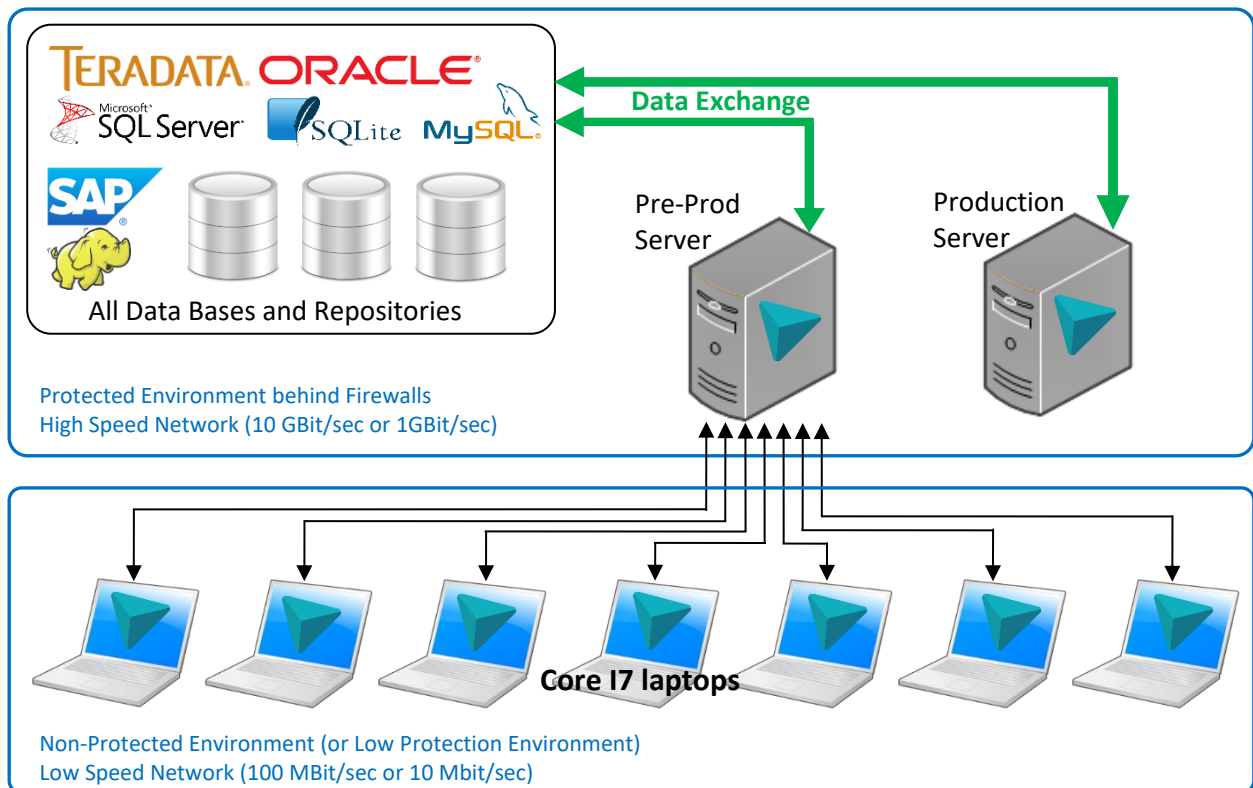 TERADATA. ORACLE®
Microsoft®
SQL Server®
SQLite
MySQL®
Data Exchange
SAP®
Pre-Prod
Server
Production
Server
All Data Bases and Repositories
Protected Environment behind Firewalls
High Speed Network (10 GBit/sec or 1GBit/sec)
Core I7 laptops
Non-Protected Environment (or Low Protection Environment)
Low Speed Network (100 MBit/sec or 10 Mbit/sec)